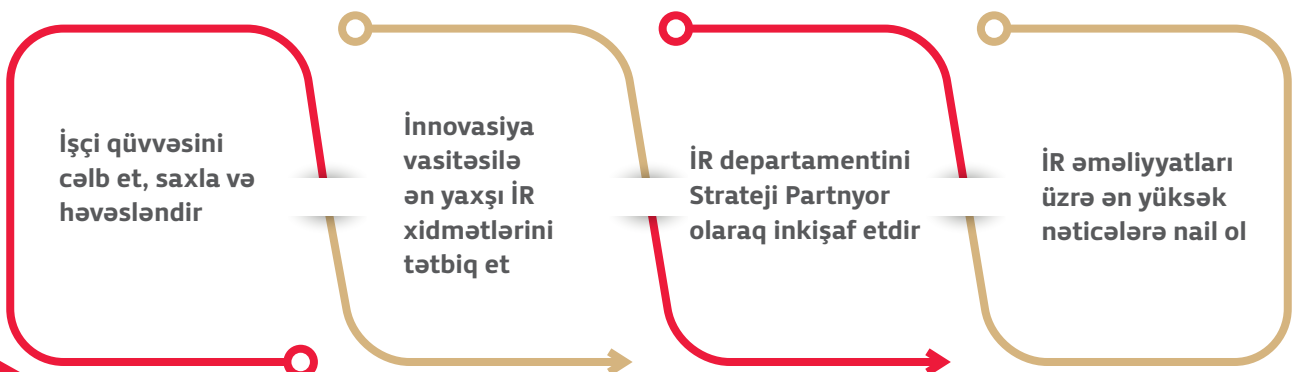 İşçi qüvvəsini
cəlb et, saxla və
həvəsləndir
İnnovasiya
vasitəsilə
ən yaxşı İR
xidmətlərini
tətbiq et
İR departamentini
Strateji Partnyor
olaraq inkişaf etdir
İR əməliyyatları
üzrə ən yüksək
nəticələrə nail ol